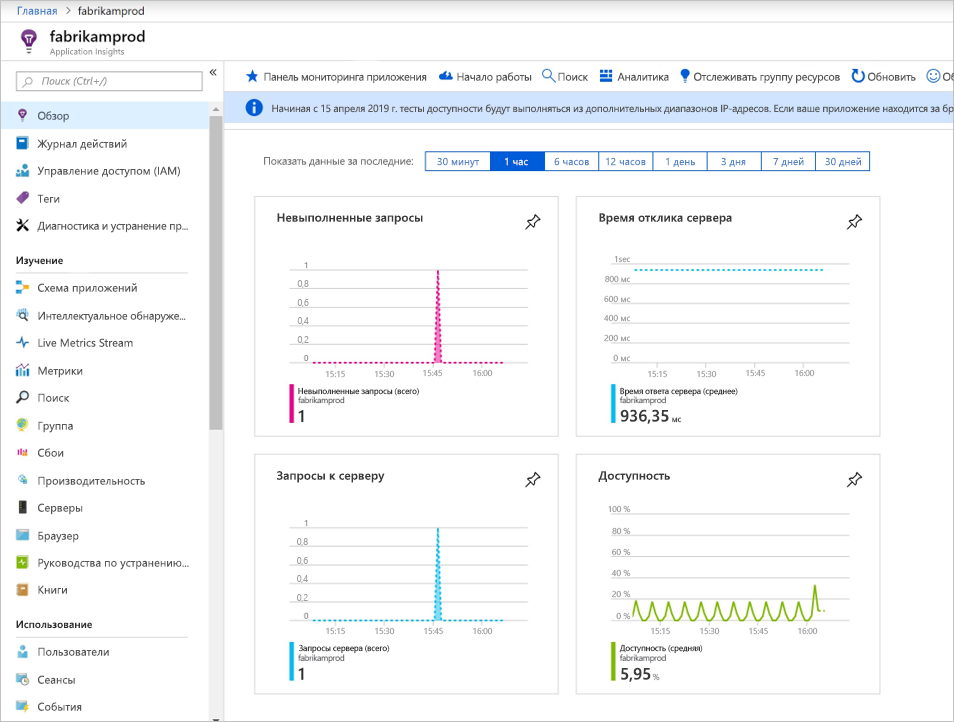 Главная > fabrikamprod
fabrikamprod
Application Insights
Поиск (Ctrl+/)
«
Обзор
Журнал действий
Управление доступом (IAM)
Теги
Диагностика и устранение пр...
Изучение
Схема приложений
Интеллектуальное обнаруже...
Live Metrics Stream
Метрики
Поиск
Группа
Сбои
Производительность
Серверы
Браузер
Руководства по устранению...
Книги
Использование
Пользователи
Сеансы
События
Панель мониторинга приложения Начало работы Поиск Аналитика Отслеживать группу ресурсов Обновить Об
Начиная с 15 апреля 2019 г. тесты доступности будут выполняться из дополнительных диапазонов IP-адресов. Если ваше приложение находится за бр
Показать данные за последние: 30 минут 1 час 6 часов 12 часов 1 день 3 дня 7 дней 30 дней
Невыполненные запросы
1
0,8
0,6
0,4
0,2
0
15:15 15:30 15:45 16:00
Невыполненные запросы (всего)
fabrikamprod
1
Время отклика сервера
1sec
800 мс
600 мс
400 мс
200 мс
0 мс
15:15 15:30 15:45 16:00
Время ответа сервера (среднее)
fabrikamprod
936,35 мс
Запросы к серверу
1
0,8
0,6
0,4
0,2
0
15:15 15:30 15:45 16:00
Запросы сервера (всего)
fabrikamprod
1
Доступность
100 %
80 %
60 %
40 %
20 %
0 %
15:15 15:30 15:45 16:00
Доступность (средняя)
fabrikamprod
5,95 %